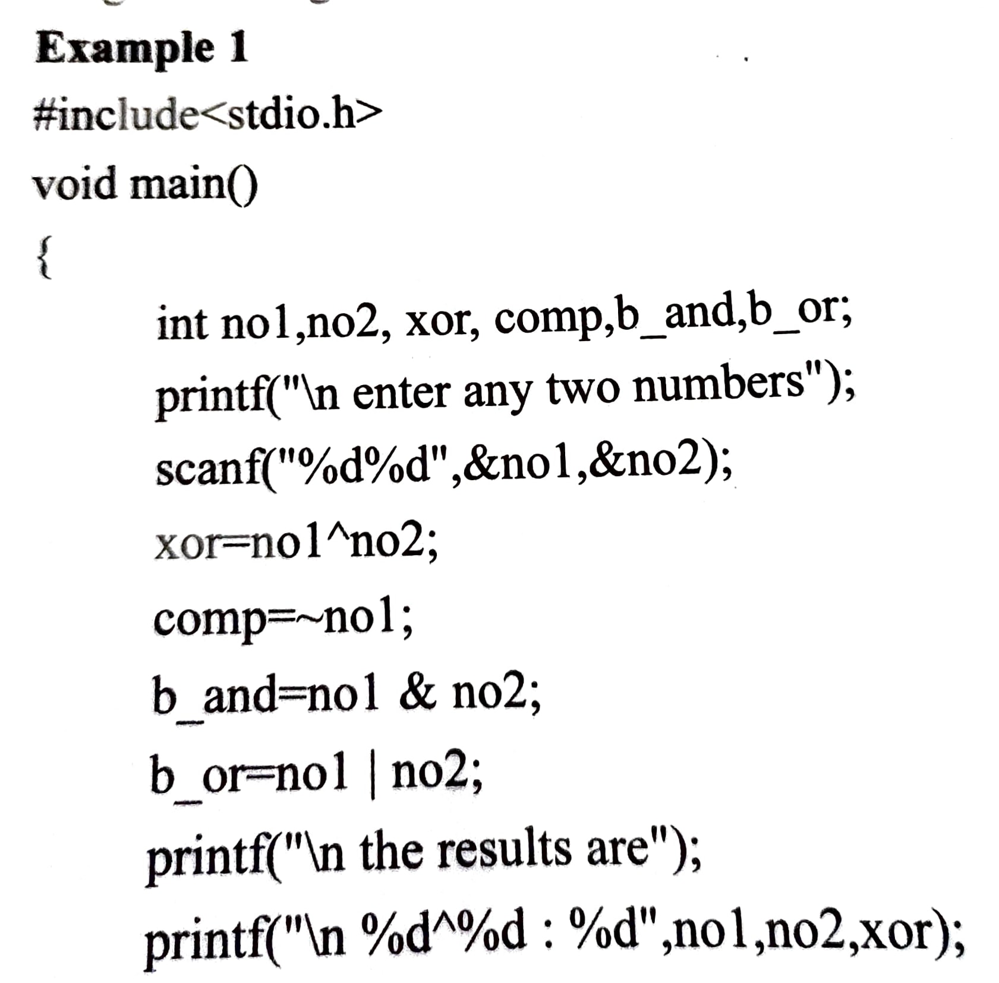 Example 1
#include<stdio.h>
void main()
{
int no1,no2, xor, comp,b_and,b_or;
printf("\n enter any two numbers");
scanf("%d%d",&no1,&no2);
xor=no1^no2;
comp=~no1;
b_and=no1 & no2;
b_or=no1 | no2;
printf("\n the results are");
printf("\n %d^%d : %d",no1,no2,xor);